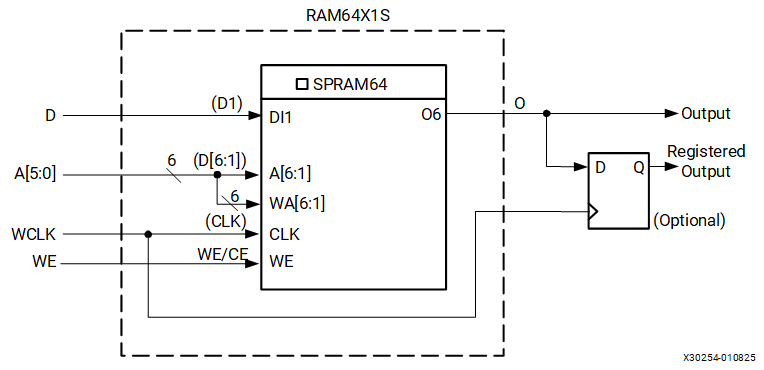 RAM64X1S
SPRAM64
D
(D1)
DI1
O6
O
Output
A[5:0]
6
(D[6:1])
A[6:1]
6
WA[6:1]
D
Q
Registered
Output
WCLK
(CLK)
CLK
(Optional)
WE
WE/CE
WE
X30254-010825